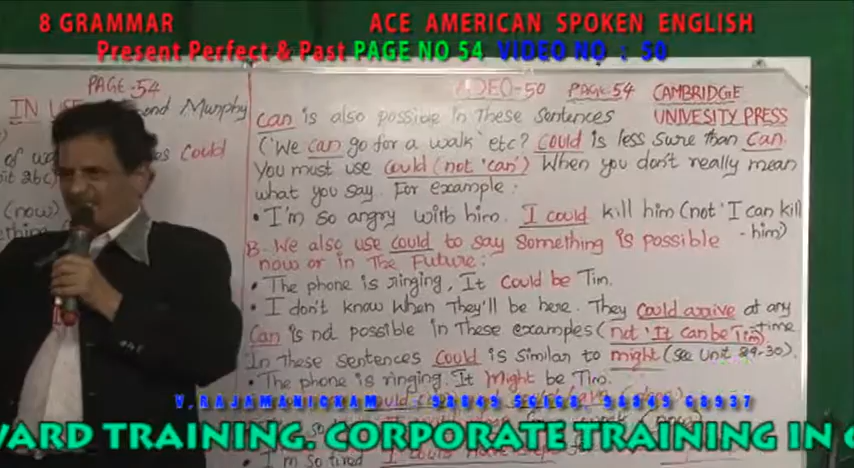 8 GRAMMAR
ACE AMERICAN SPOKEN ENGLISH
Present Perfect & Past PAGE NO 54 VIDEO NO : 50
PAGE-54
IN USE Murphy
Could
(now)
VIDEO-50 PAGE-54 CAMBRIDGE
UNIVESITY PRESS
Can is also possible in These Sentences
('We can go for a walk' etc? Could is less sure than Can.
You must use could (not 'can') When you don't really mean
what you say. For example:
• I'm so angry with him. I could kill him (not 'I can kill
him)
B- We also use could to say Something is possible
now or in The Future:
• The phone is ringing, It Could be Tim.
• I don't know when They'll be here. They Could arrive at any
time
Can is not possible in These examples (not 'It can be Tim).
In these sentences could is similar to might (see Unit 29-30).
• The phone is ringing. It might be Tim.
V.RAJAMANICKAM 98849 56168 98849 68937
WARD TRAINING. CORPORATE TRAINING IN
• I'm so tired